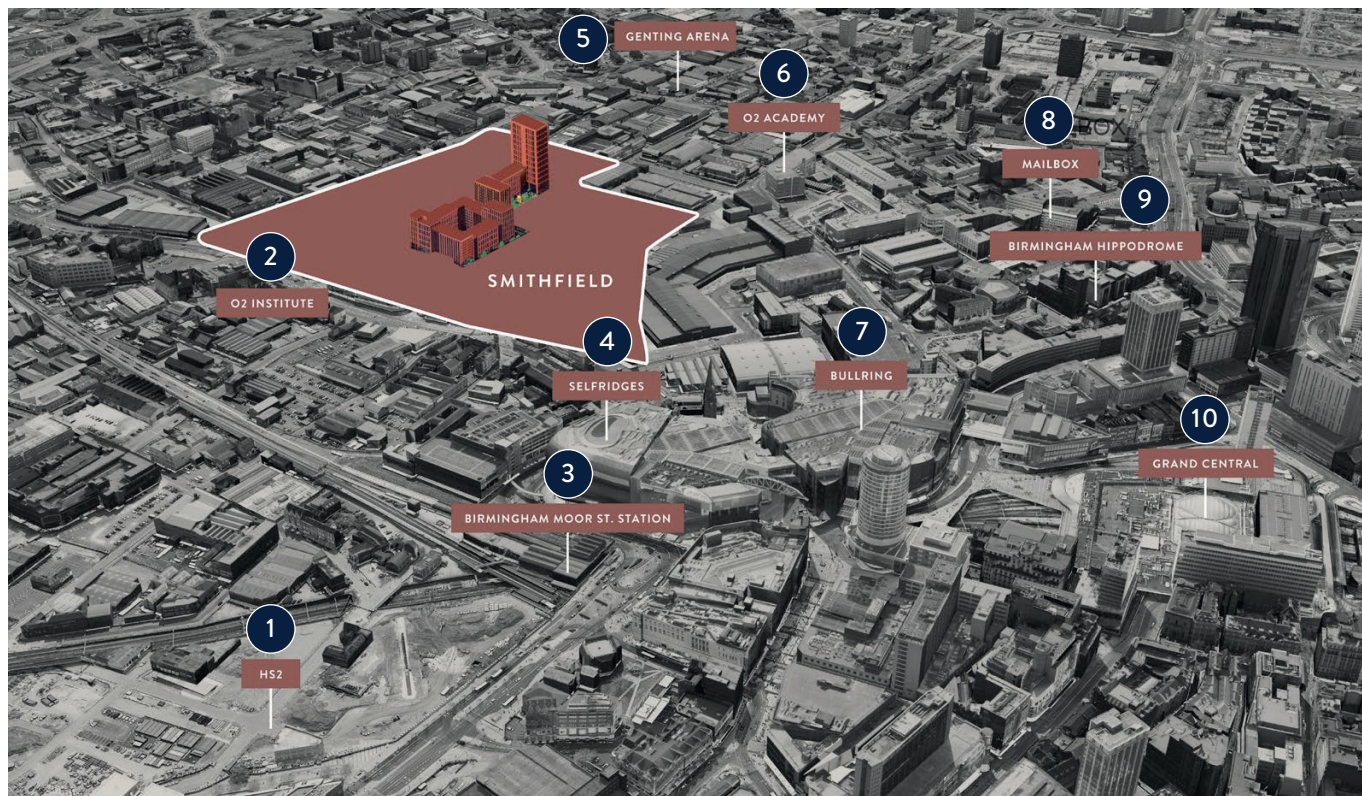 5
GENTING ARENA
6
O2 ACADEMY
8
BOX
MAILBOX
9
BIRMINGHAM HIPPODROME
2
O2 INSTITUTE
SMITHFIELD
4
SELFRIDGES
7
BULLRING
10
GRAND CENTRAL
3
BIRMINGHAM MOOR ST. STATION
1
HS2